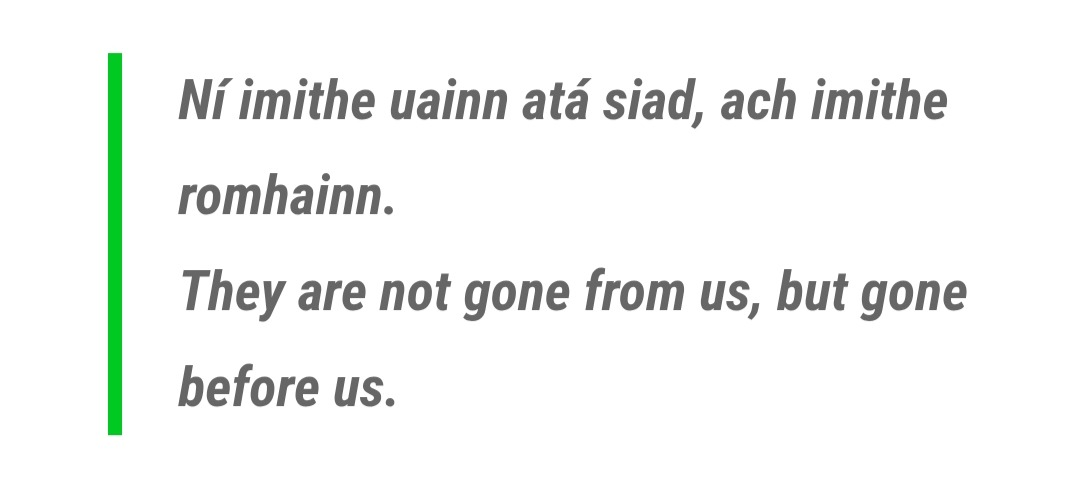 Ní imithe uainn atá siad, ach imithe
romhainn.
They are not gone from us, but gone
before us.